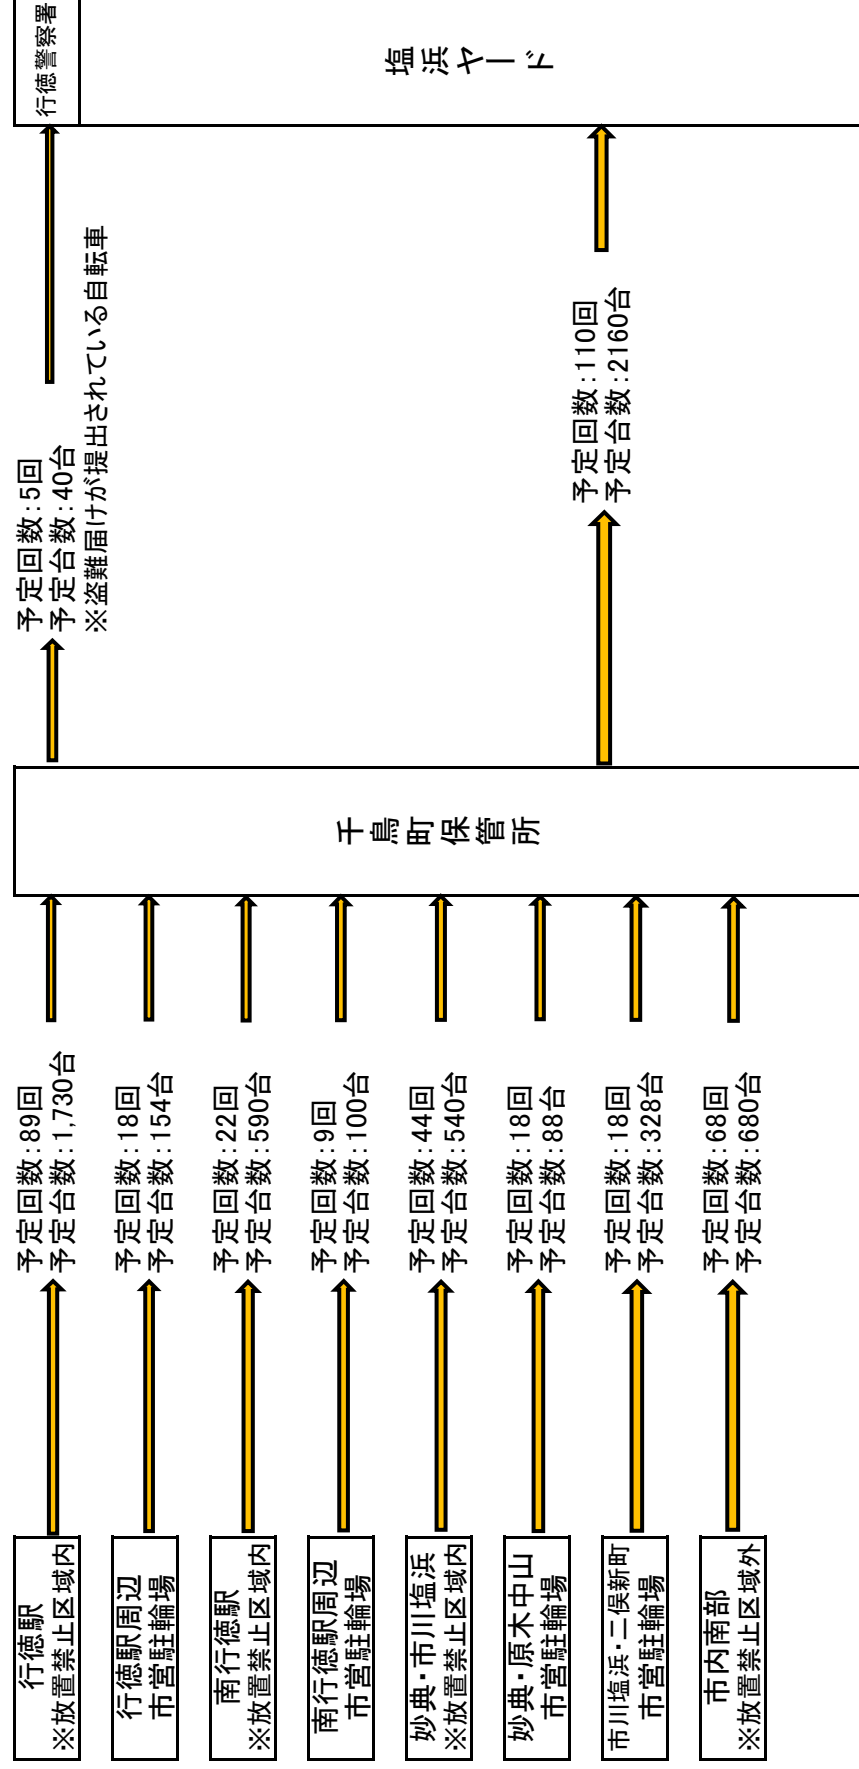 行徳駅
※放置禁止区域内
予定回数:89回
予定台数:1,730台
行徳駅周辺
市営駐輪場
予定回数:18回
予定台数:154台
南行徳駅
※放置禁止区域内
予定回数:22回
予定台数:590台
南行徳駅周辺
市営駐輪場
予定回数:9回
予定台数:100台
妙典・市川塩浜
※放置禁止区域内
予定回数:44回
予定台数:540台
妙典・原木中山
市営駐輪場
予定回数:18回
予定台数:88台
市川塩浜・二俣新町
市営駐輪場
予定回数:18回
予定台数:328台
市内南部
※放置禁止区域外
予定回数:68回
予定台数:680台
千鳥町保管所
予定回数:5回
予定台数:40台
※盗難届けが提出されている自転車
予定回数:110回
予定台数:2160台
行徳警察署
塩浜ヤード